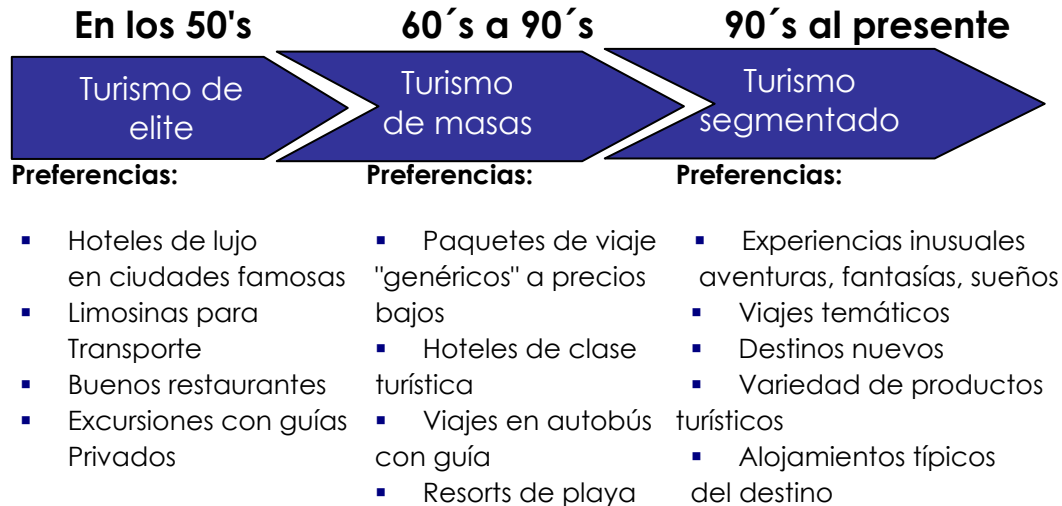 En los 50's
60´s a 90´s
90´s al presente
Turismo de
elite
Turismo
de masas
Turismo
segmentado
Preferencias:
▪ Hoteles de lujo
en ciudades famosas
▪ Limosinas para
Transporte
▪ Buenos restaurantes
▪ Excursiones con guías
Privados
Preferencias:
▪ Paquetes de viaje
"genéricos" a precios
bajos
▪ Hoteles de clase
turística
▪ Viajes en autobús
con guía
▪ Resorts de playa
Preferencias:
▪ Experiencias inusuales
aventuras, fantasías, sueños
▪ Viajes temáticos
▪ Destinos nuevos
▪ Variedad de productos
turísticos
▪ Alojamientos típicos
del destino